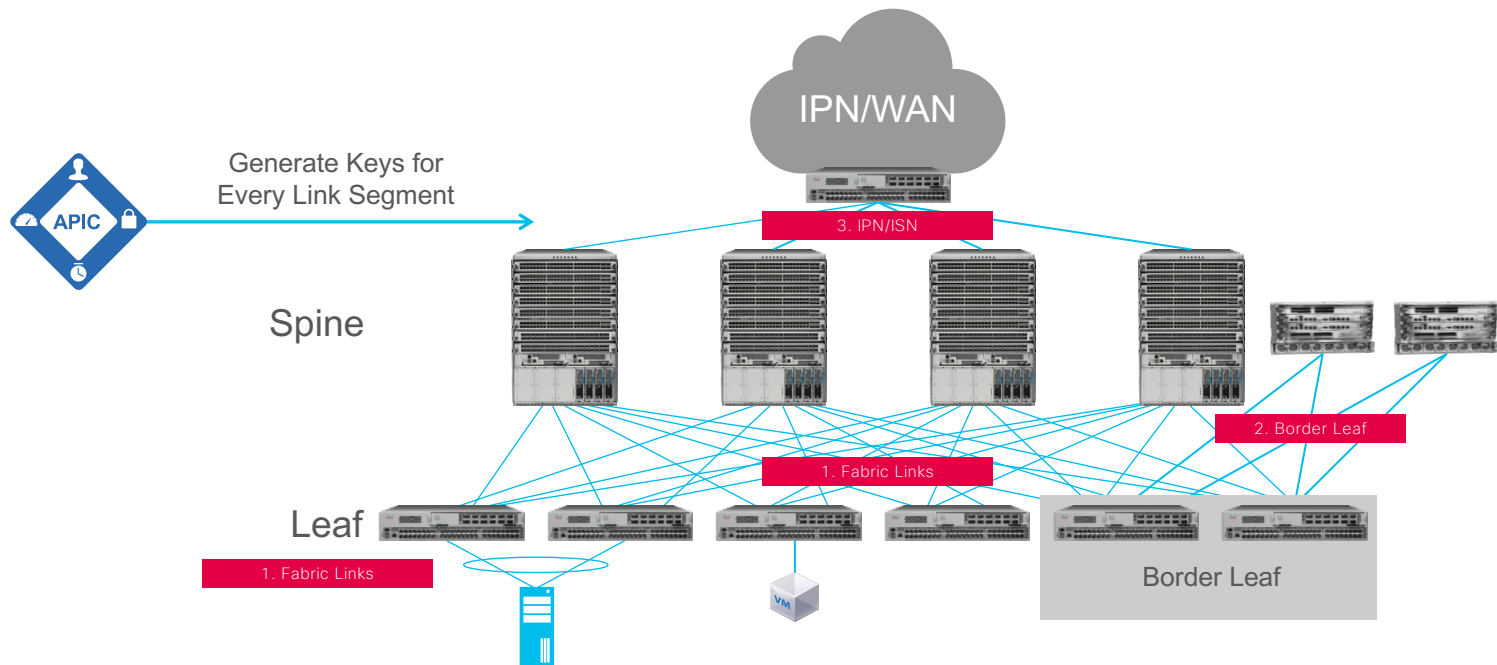 IPN/WAN
Generate Keys for
Every Link Segment
APIC
3. IPN/ISN
Spine
2. Border Leaf
1. Fabric Links
Leaf
1. Fabric Links
Border Leaf
VM